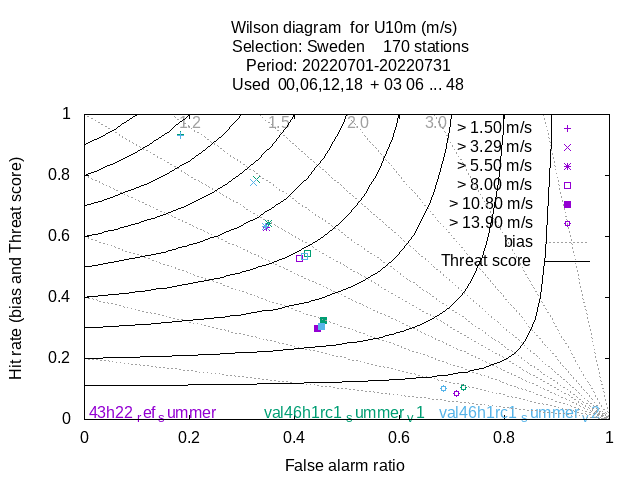 Wilson diagram for U10m (m/s)
Selection: Sweden 170 stations
Period: 20220701-20220731
Used 00,06,12,18 + 03 06 ... 48
Hit rate (bias and Threat score)
1
0.8
0.6
0.4
0.2
0
1.2 1.5 2.0 3.0
> 1.50 m/s
> 3.29 m/s
> 5.50 m/s
> 8.00 m/s
> 10.80 m/s
> 13.90 m/s
bias
Threat score
43h22_ref_summer val46h1rc1_summer_v1 val46h1rc1_summer_v2
0 0.2 0.4 0.6 0.8 1
False alarm ratio